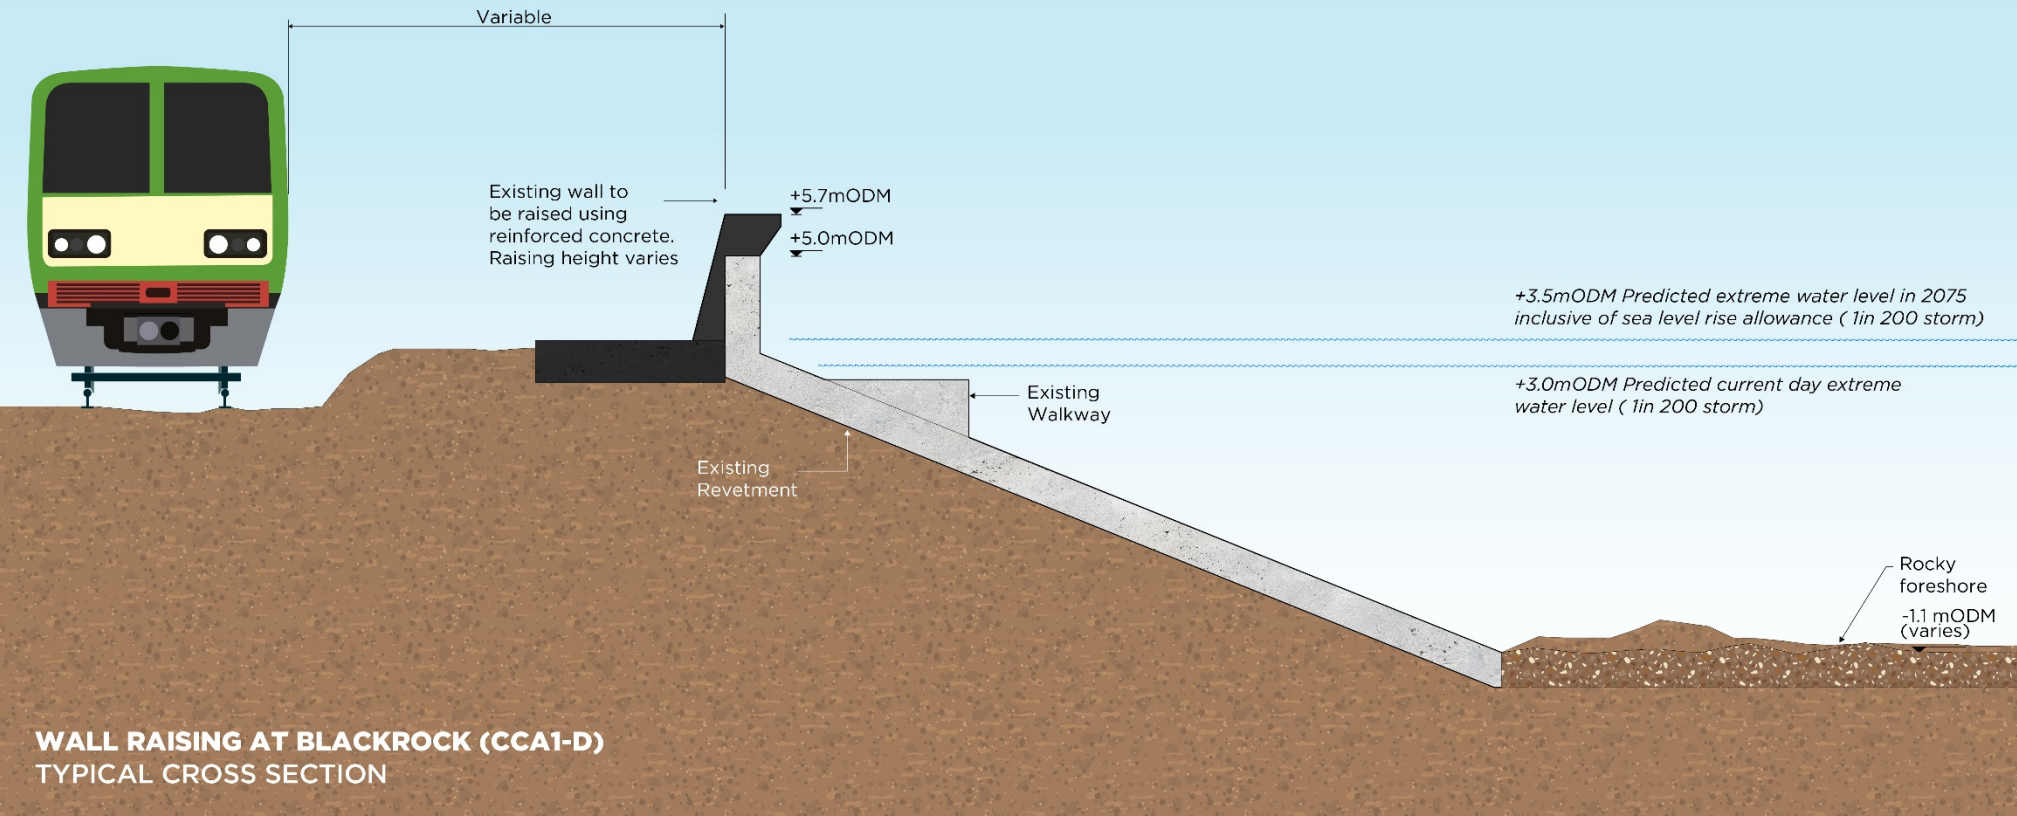 Variable
Existing wall to
be raised using
reinforced concrete.
Raising height varies
+5.7mODM
+5.0mODM
+3.5mODM Predicted extreme water level in 2075
inclusive of sea level rise allowance ( 1in 200 storm)
+3.0mODM Predicted current day extreme
water level ( 1in 200 storm)
Existing
Walkway
Existing
Revetment
Rocky
foreshore
-1.1 mODM
(varies)
WALL RAISING AT BLACKROCK (CCA1-D)
TYPICAL CROSS SECTION